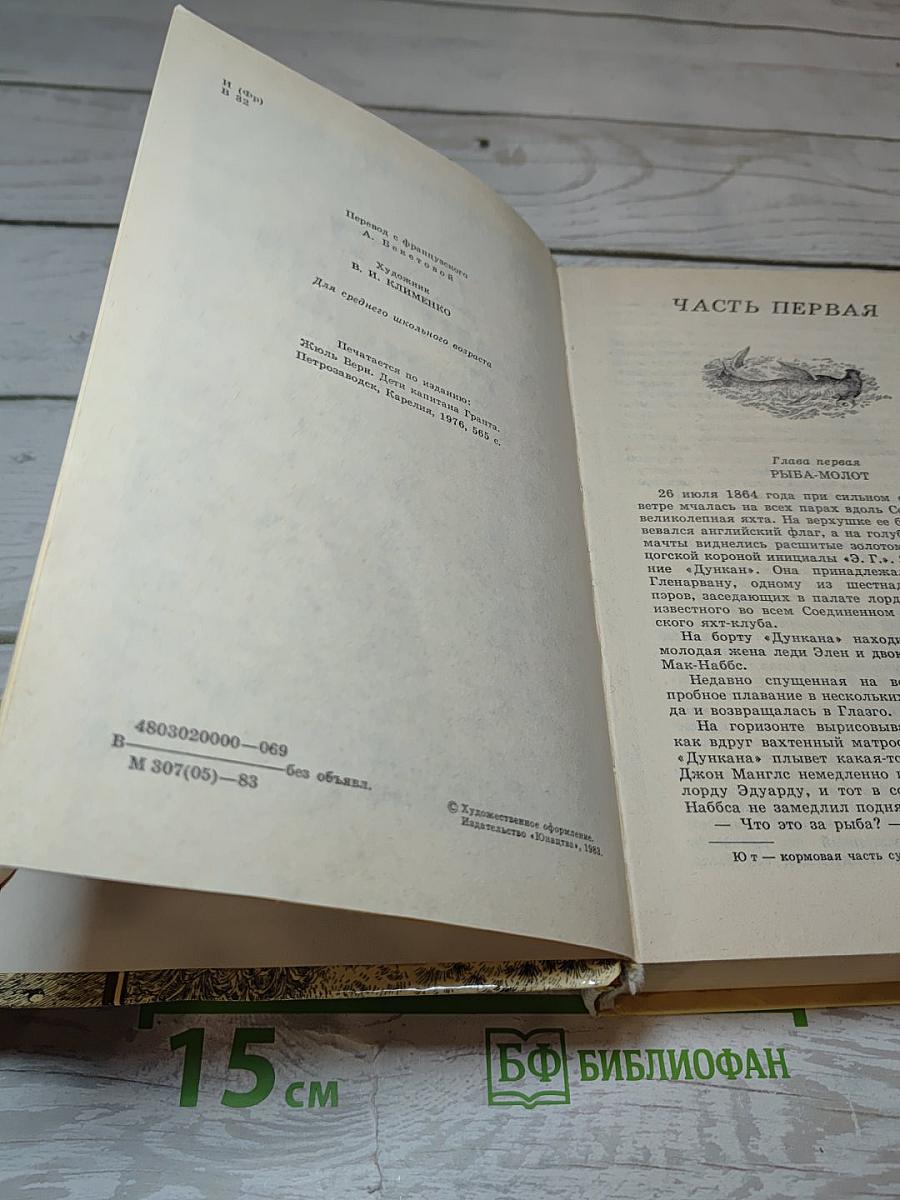 И (Фр)
В 32
Перевод с французского
А. Бекетовой
Художник
В. И. КЛИМЕНКО
Для среднего школьного возраста
Печатается по изданию:
Жюль Верн. Дети капитана Гранта.
Петрозаводск, Карелия, 1976, 565 с.
4803020000—069
В————————без объявл.
М 307(05)—83
© Художественное оформление.
Издательство «Юнацтва», 1983.
ЧАСТЬ ПЕРВАЯ
Глава первая
РЫБА-МОЛОТ
26 июля 1864 года при сильном
ветре мчалась на всех парах вдоль Се
великолепная яхта. На верхушке ее б
вевался английский флаг, а на голуб
мачты виднелись расшитые золотом
цогской короной инициалы «Э. Г.».
ние «Дункан». Она принадлежа
Гленарвану, одному из шестнад
пэров, заседающих в палате лорд
известного во всем Соединенном
ского яхт-клуба.
На борту «Дункана» находи
молодая жена леди Элен и двою
Мак-Наббс.
Недавно спущенная на во
пробное плавание в нескольких
да и возвращалась в Глазго.
На горизонте вырисовыва
как вдруг вахтенный матрос
«Дункана» плывет какая-то
Джон Манглс немедленно
лорду Эдуарду, и тот в со
Наббса не замедлил подня
— Что это за рыба? —
Ют — кормовая часть су
15 см
БФ БИБЛИОФАН